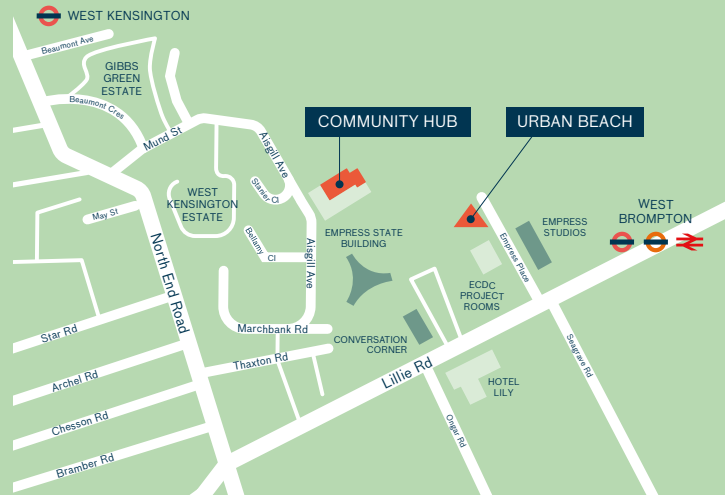 WEST KENSINGTON
Beaumont Ave
GIBBS
GREEN
ESTATE
Beaumont Cres
Mund St
Aisgill Ave
COMMUNITY HUB
URBAN BEACH
Stanier Cl
WEST
KENSINGTON
ESTATE
May St
WEST
BROMPTON
EMPRESS
STUDIOS
EMPRESS STATE
BUILDING
Bellamy
Cl
Aisgill Ave
Empress Place
North End Road
ECDC
PROJECT
ROOMS
Star Rd
Marchbank Rd
CONVERSATION
CORNER
Thaxton Rd
Seagrave Rd
Lillie Rd
Archel Rd
HOTEL
LILY
Chesson Rd
Ongar Rd
Bramber Rd